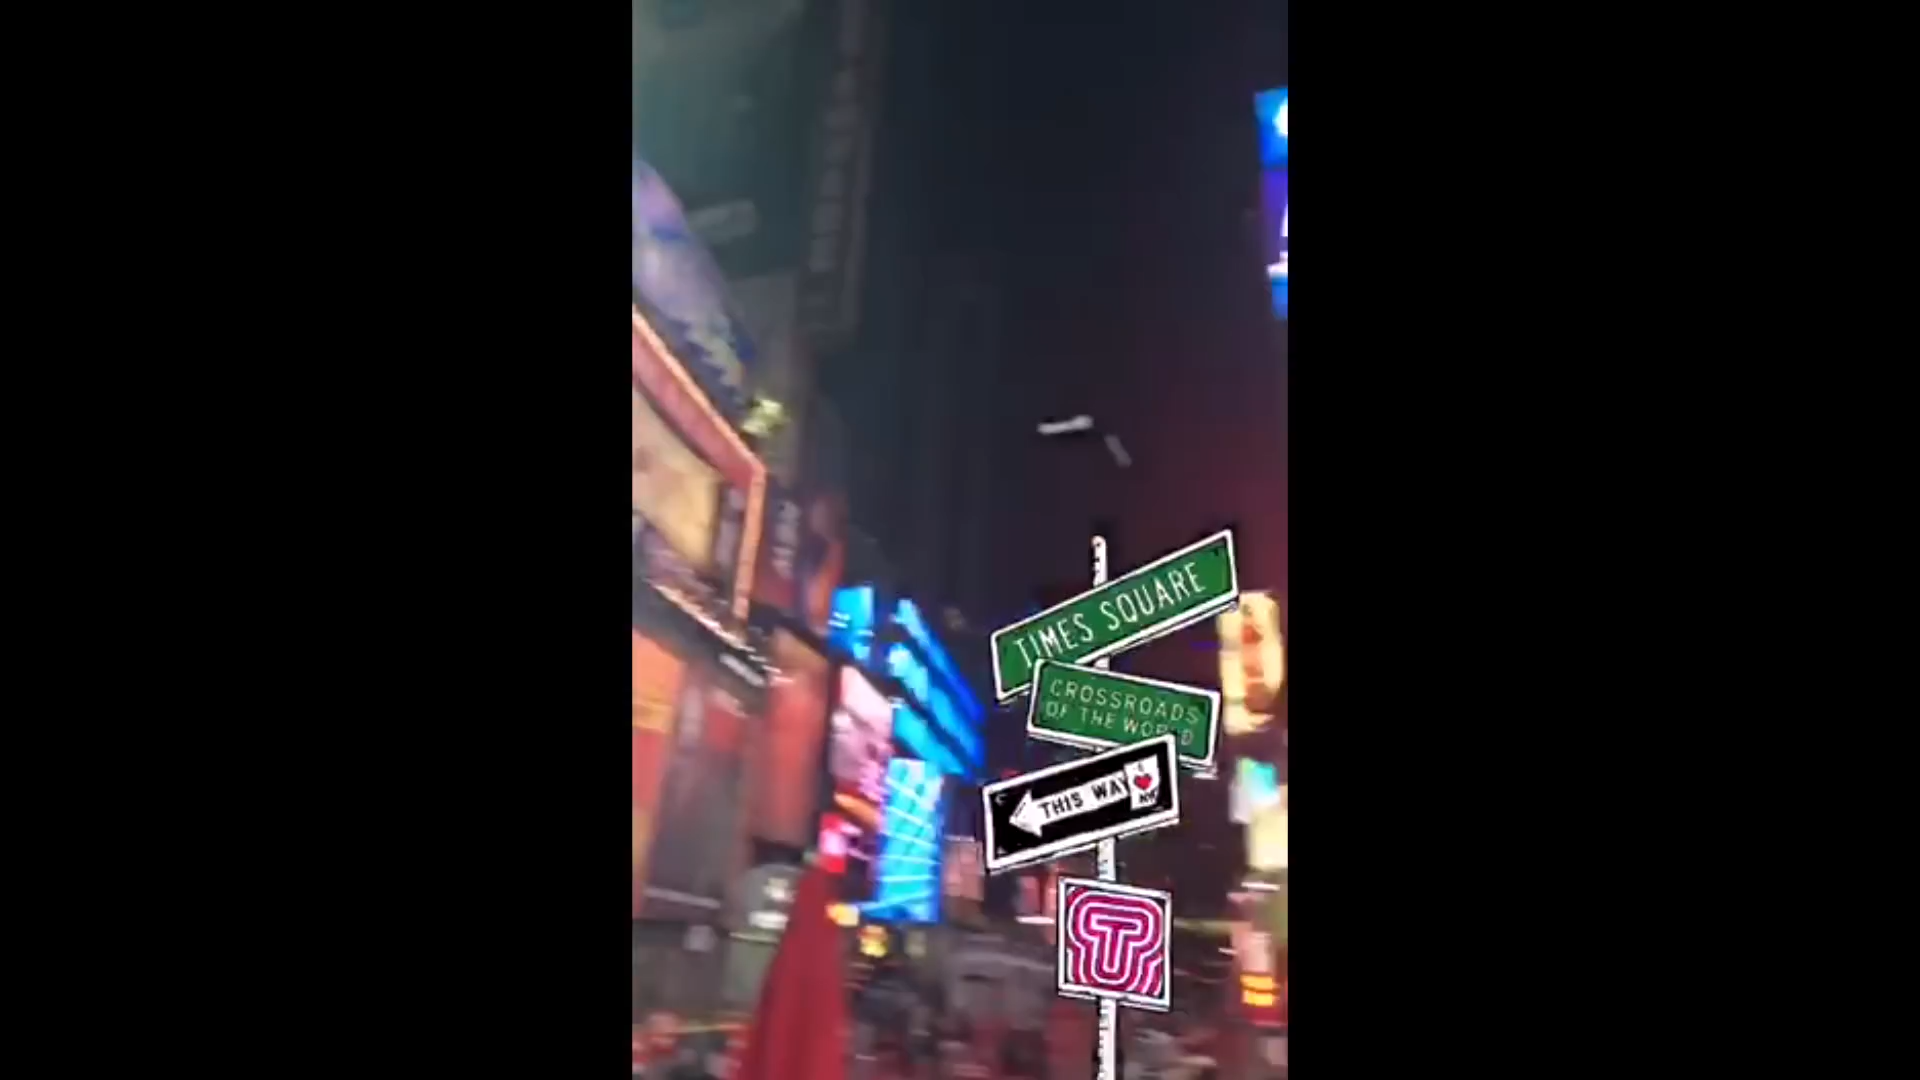 TIMES SQUARE
CROSSROADS
OF THE WORLD
THIS WAY
I ❤ NY
T